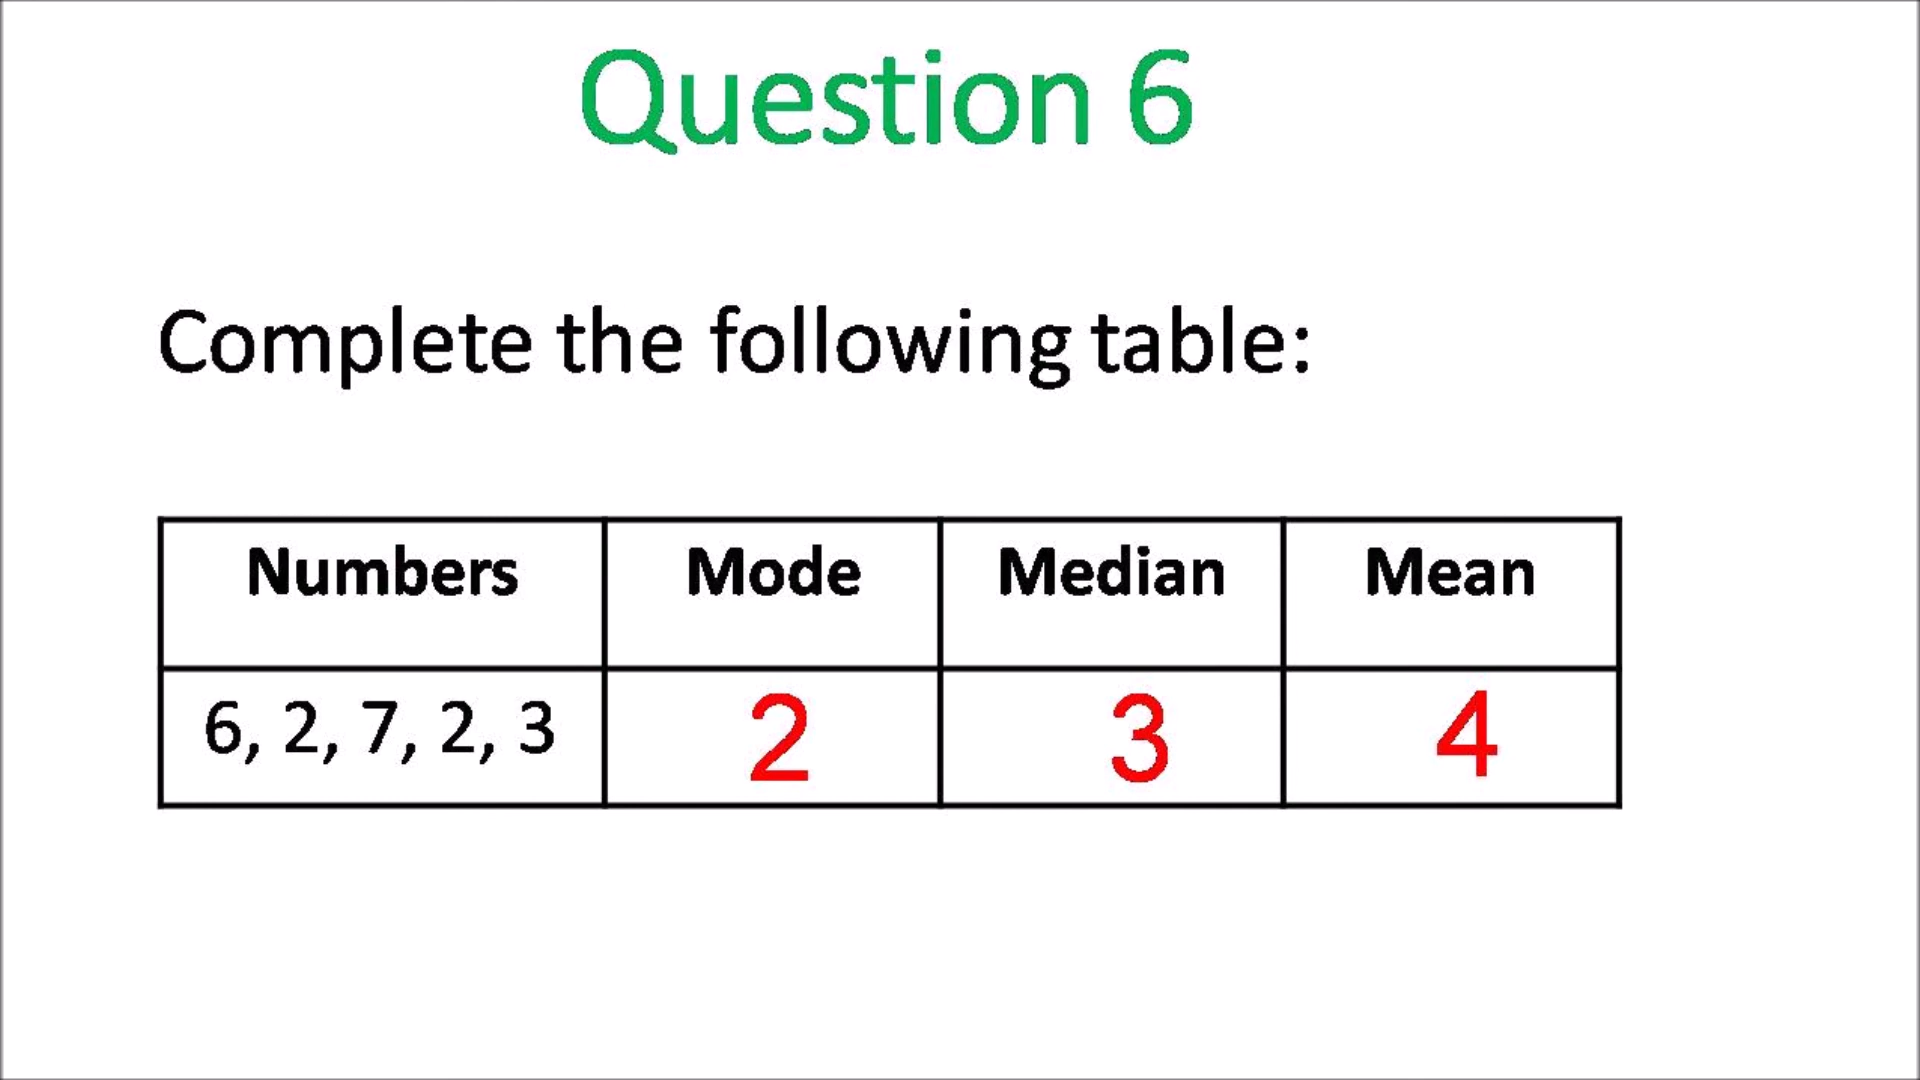 Question 6
Complete the following table:
Numbers Mode Median Mean
6, 2, 7, 2, 3 2 3 4